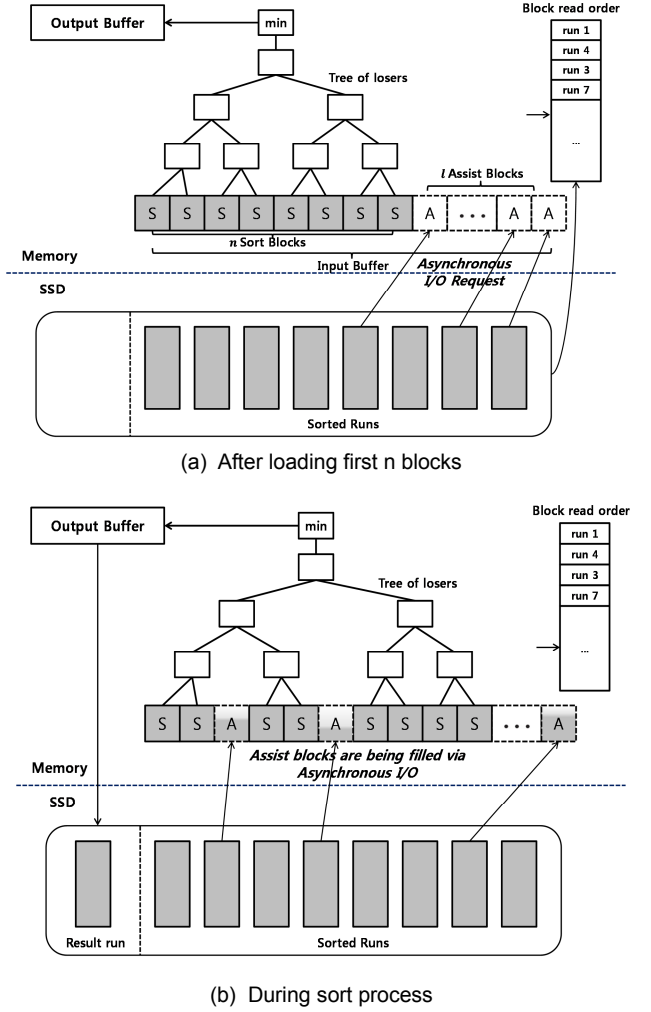 Block read order
Output Buffer
min
run 1
run 4
run 3
run 7
...
Tree of losers
l Assist Blocks
S S S S S S S S A ... A A
n Sort Blocks
Memory
Input Buffer
Asynchronous
I/O Request
SSD
Sorted Runs
(a) After loading first n blocks
Block read order
Output Buffer
min
run 1
run 4
run 3
run 7
...
Tree of losers
S S A S S A S S S S ... A
Assist blocks are being filled via
Asynchronous I/O
Memory
SSD
Result run
Sorted Runs
(b) During sort process